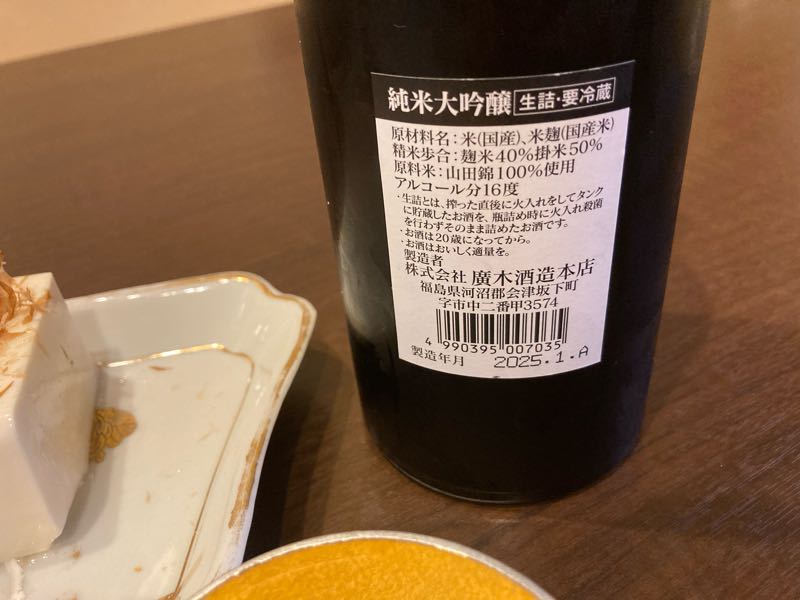 純米大吟醸 生詰・要冷蔵
原材料名：米(国産)、米麹(国産米)
精米歩合：麹米40%掛米50%
原料米：山田錦100%使用
アルコール分16度
・生詰とは、搾った直後に火入れをしてタンク
に貯蔵したお酒を、瓶詰め時に火入れ殺菌
を行わずそのまま詰めたお酒です。
・お酒は20歳になってから。
・お酒はおいしく適量を。
製造者
株式会社 廣木酒造本店
福島県河沼郡会津坂下町
字市中二番甲3574
4 990395 007035
製造年月 2025.1.A